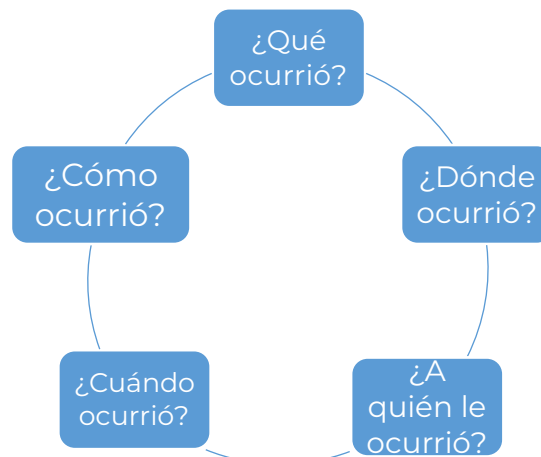 ¿Qué
ocurrió?
¿Dónde
ocurrió?
¿A
quién le
ocurrió?
¿Cuándo
ocurrió?
¿Cómo
ocurrió?